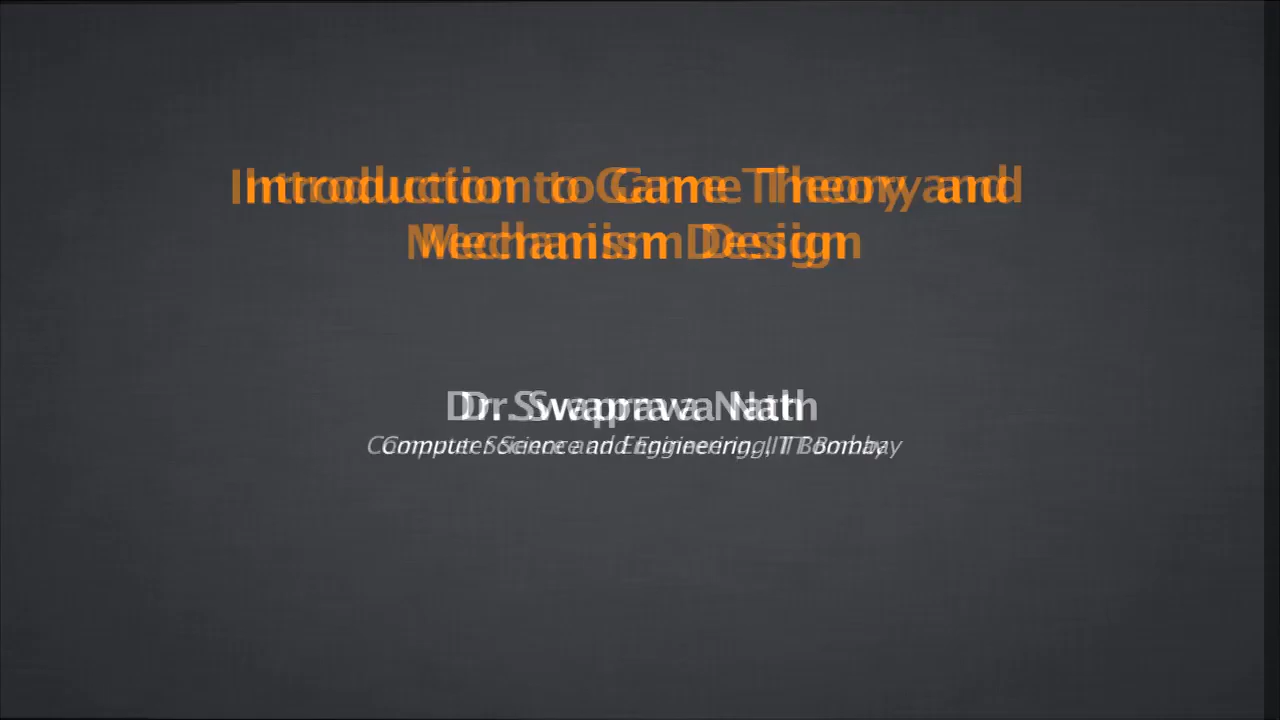 Introduction to Game Theory and
Mechanism Design
Dr. Swaprava Nath
Computer Science and Engineering, IIT Bombay